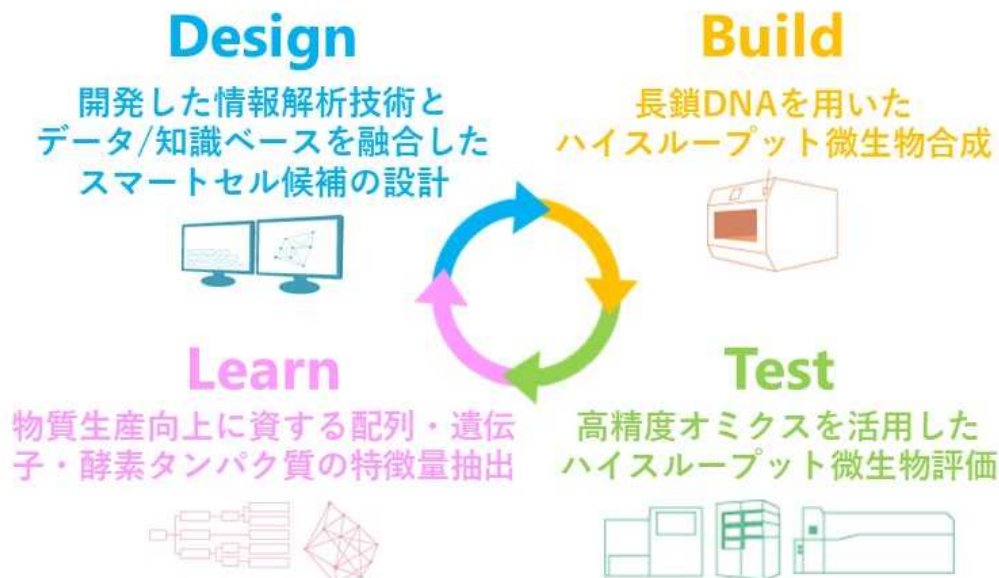 Design
開発した情報解析技術と
データ/知識ベースを融合した
スマートセル候補の設計
Build
長鎖DNAを用いた
ハイスループット微生物合成
Learn
物質生産向上に資する配列・遺伝
子・酵素タンパク質の特徴量抽出
Test
高精度オミクスを活用した
ハイスループット微生物評価